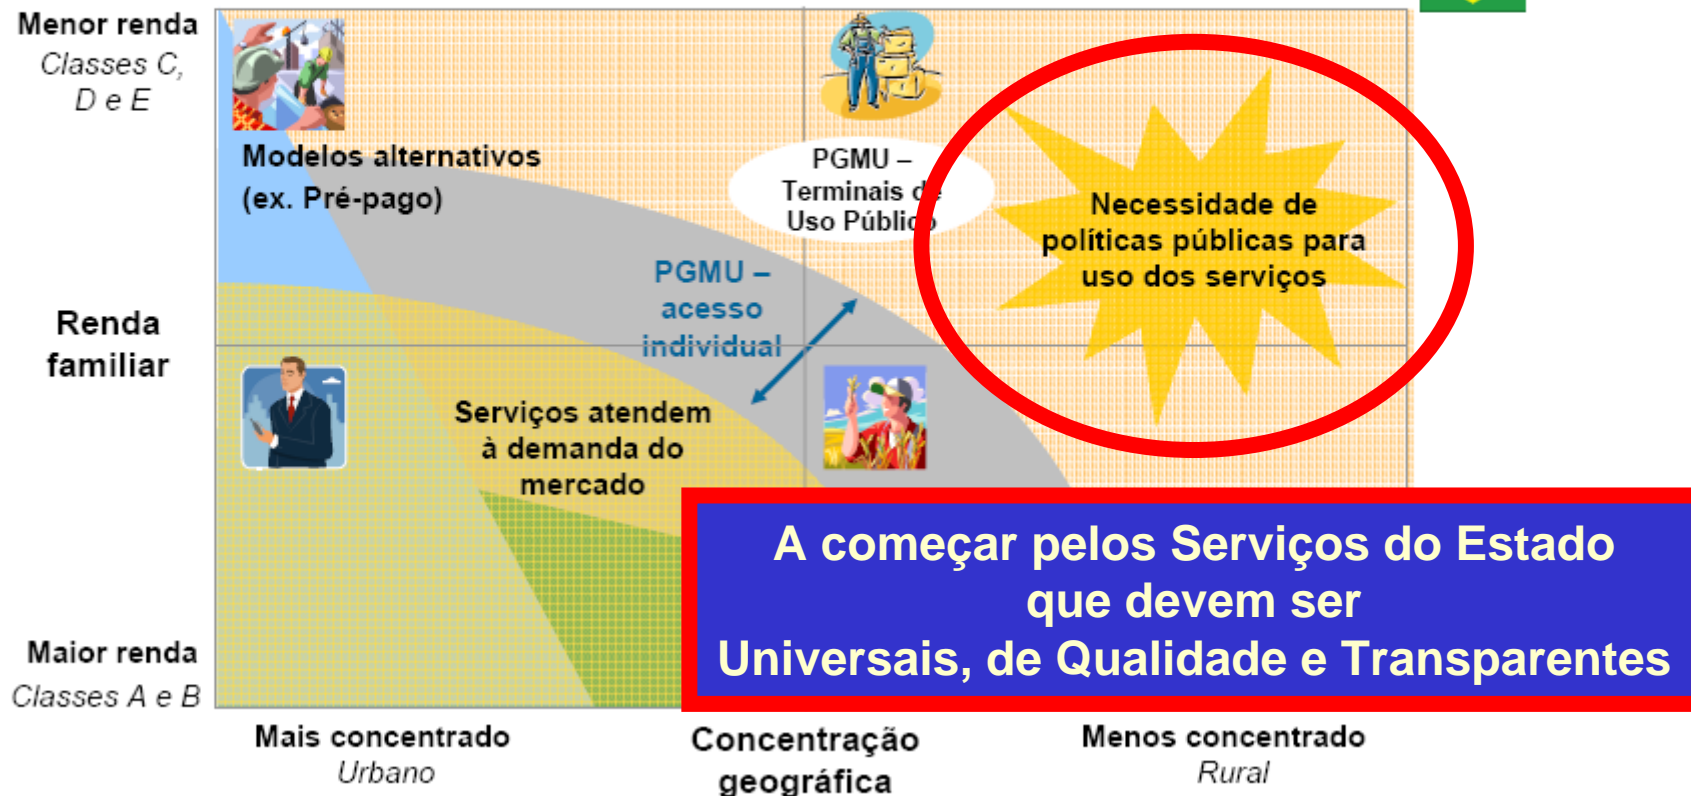 Menor renda
Classes C,
D e E
Modelos alternativos
(ex. Pré-pago)
PGMU –
Terminais de
Uso Público
Necessidade de
políticas públicas para
uso dos serviços
PGMU –
acesso
individual
Renda
familiar
Serviços atendem
à demanda do
mercado
A começar pelos Serviços do Estado
que devem ser
Universais, de Qualidade e Transparentes
Maior renda
Classes A e B
Mais concentrado
Urbano
Concentração
geográfica
Menos concentrado
Rural